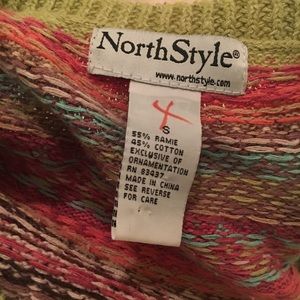 NorthStyle®
www.northstyle.com
S
55% RAMIE
45% COTTON
EXCLUSIVE OF
ORNAMENTATION
RN 83937
MADE IN CHINA
SEE REVERSE
FOR CARE